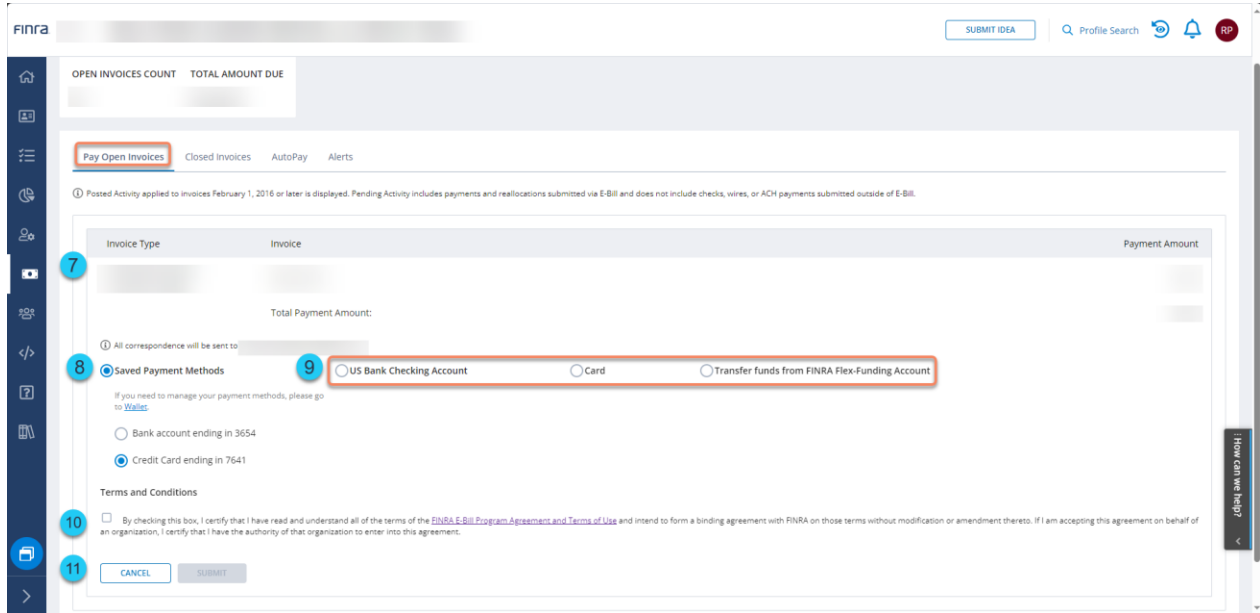 FINra
SUBMIT IDEA
Profile Search
RP
OPEN INVOICES COUNT TOTAL AMOUNT DUE
Pay Open Invoices Closed Invoices AutoPay Alerts
Posted Activity applied to invoices February 1, 2016 or later is displayed. Pending Activity includes payments and reallocations submitted via E-Bill and does not include checks, wires, or ACH payments submitted outside of E-Bill.
Invoice Type Invoice Payment Amount
7
Total Payment Amount:
All correspondence will be sent to
8 Saved Payment Methods 9 US Bank Checking Account Card Transfer funds from FINRA Flex-Funding Account
If you need to manage your payment methods, please go
to Wallet.
Bank account ending in 3654
Credit Card ending in 7641
How can we help?
Terms and Conditions
10 By checking this box, I certify that I have read and understand all of the terms of the FINRA E-Bill Program Agreement and Terms of Use and intend to form a binding agreement with FINRA on those terms without modification or amendment thereto. If I am accepting this agreement on behalf of
an organization, I certify that I have the authority of that organization to enter into this agreement.
11 CANCEL SUBMIT